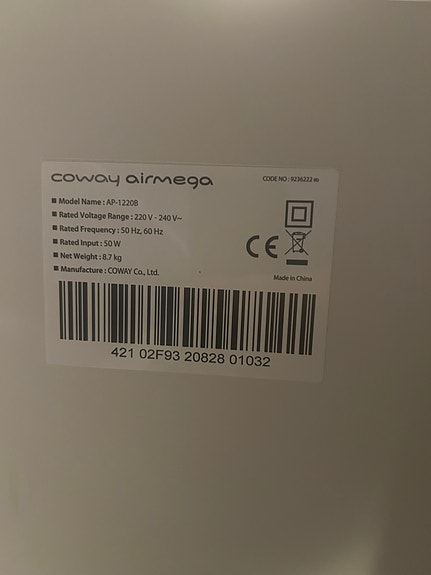 coway airmega
CODE NO : 9236222
■ Model Name : AP-1220B
■ Rated Voltage Range : 220 V - 240 V~
■ Rated Frequency : 50 Hz, 60 Hz
■ Rated Input : 50 W
■ Net Weight : 8.7 kg
■ Manufacture : COWAY Co., Ltd.
CE
Made in China
421 02F93 20828 01032